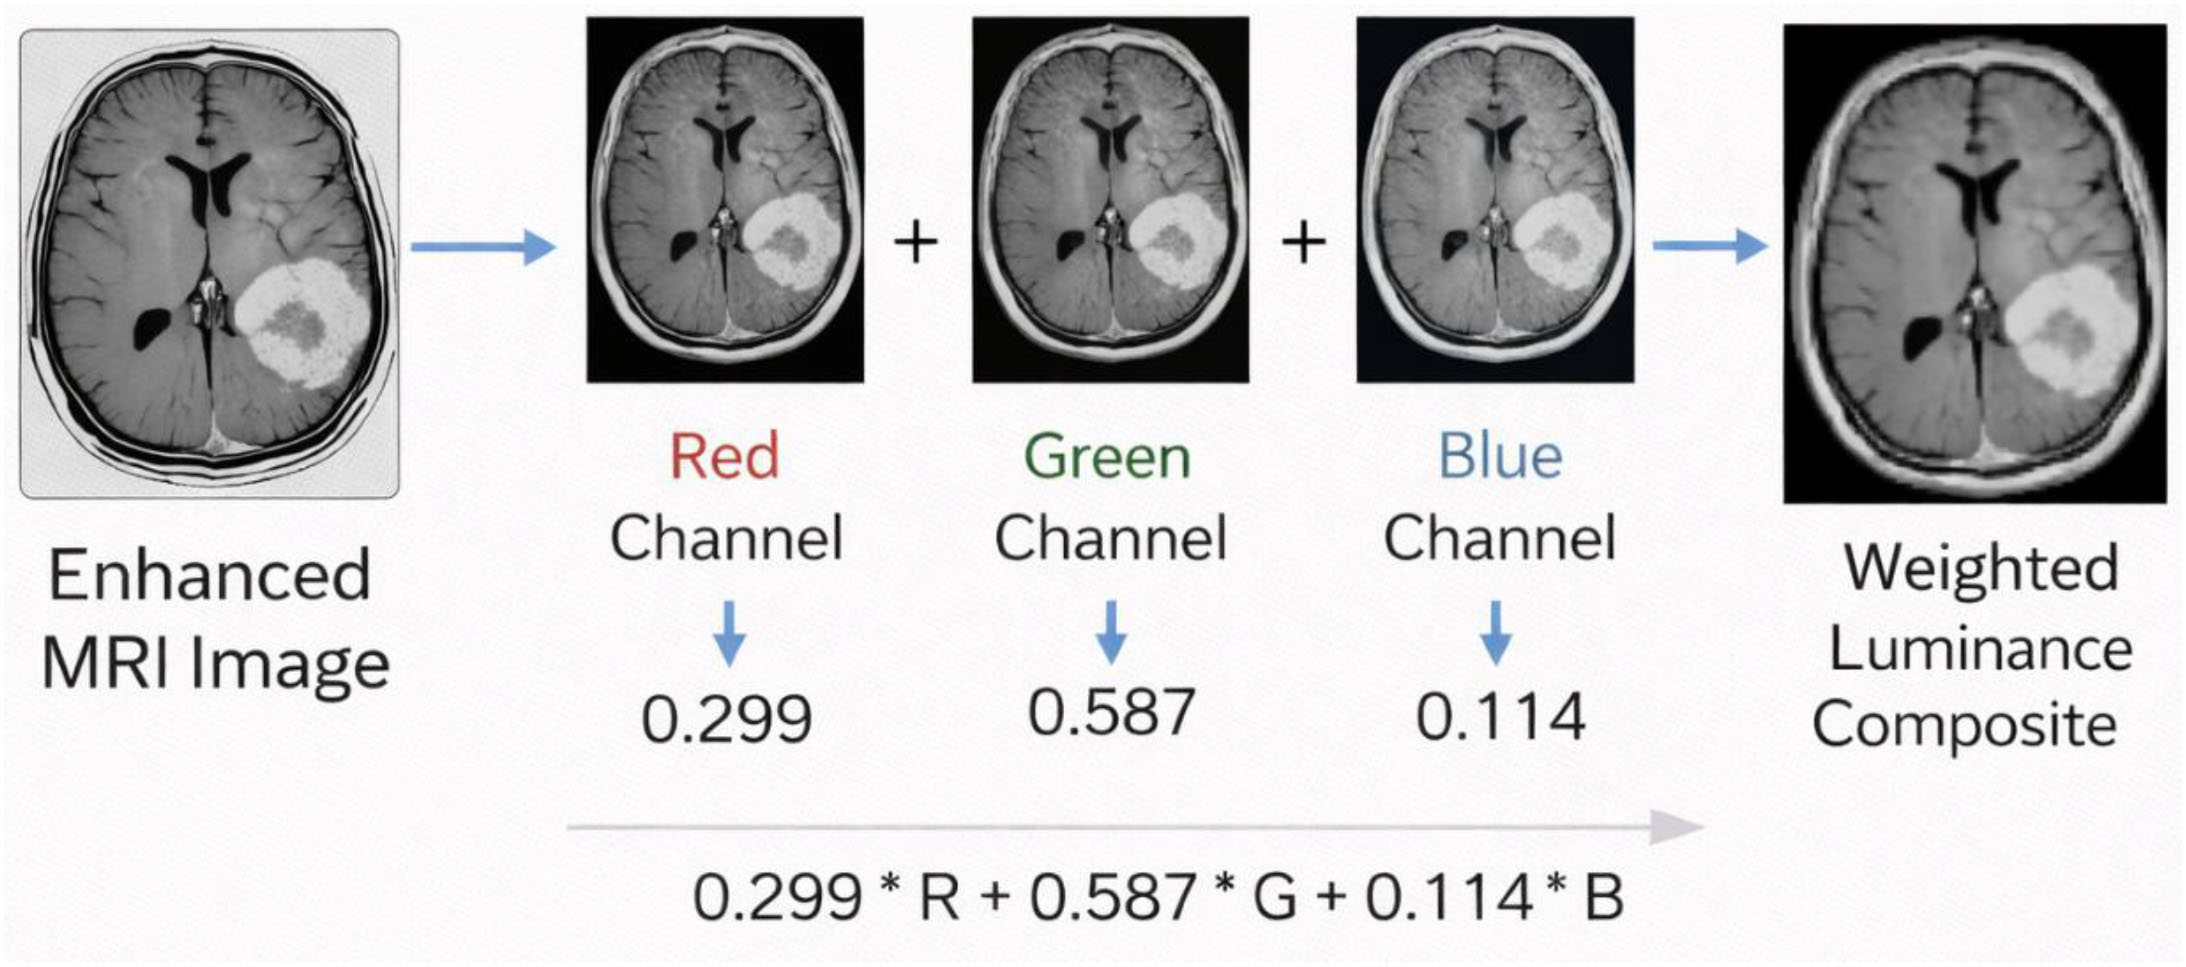 Enhanced
MRI Image
+
+
Red
Channel
0.299
Green
Channel
0.587
Blue
Channel
0.114
Weighted
Luminance
Composite
0.299 * R + 0.587 * G + 0.114 * B